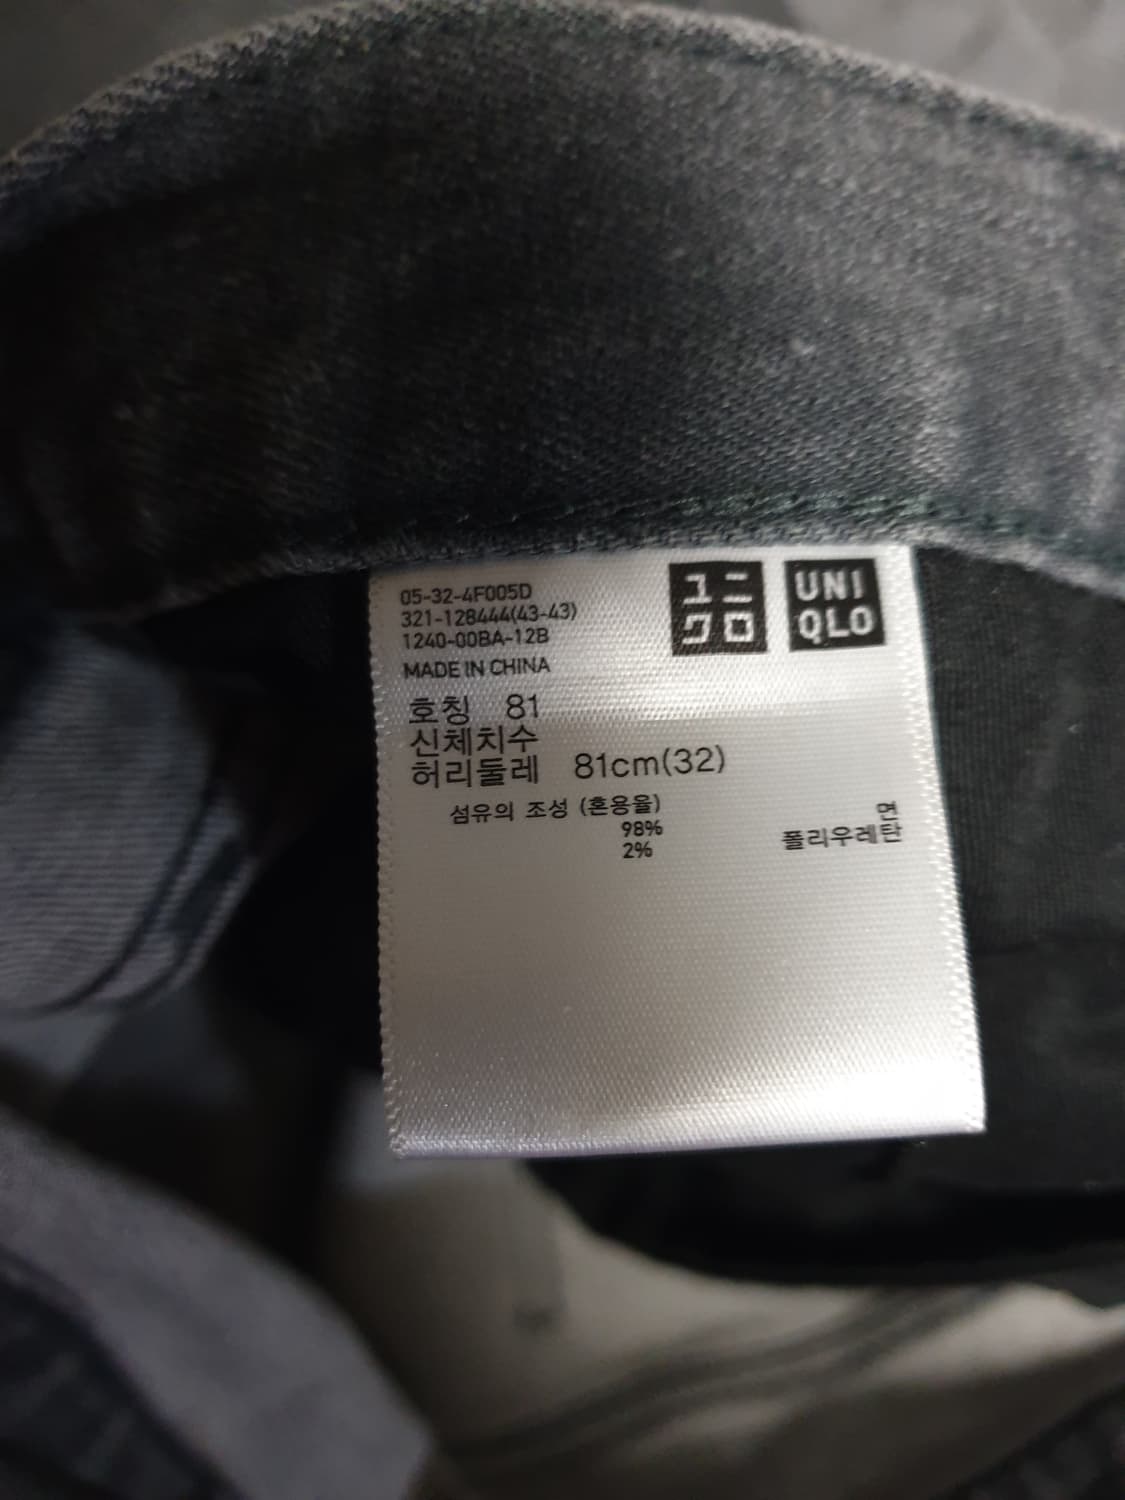 05-32-4F005D
321-128444(43-43)
1240-00BA-12B
MADE IN CHINA
ユニ
クロ
UNI
QLO
호칭 81
신체치수
허리둘레 81cm(32)
섬유의 조성 (혼용율)
98% 면
2% 폴리우레탄